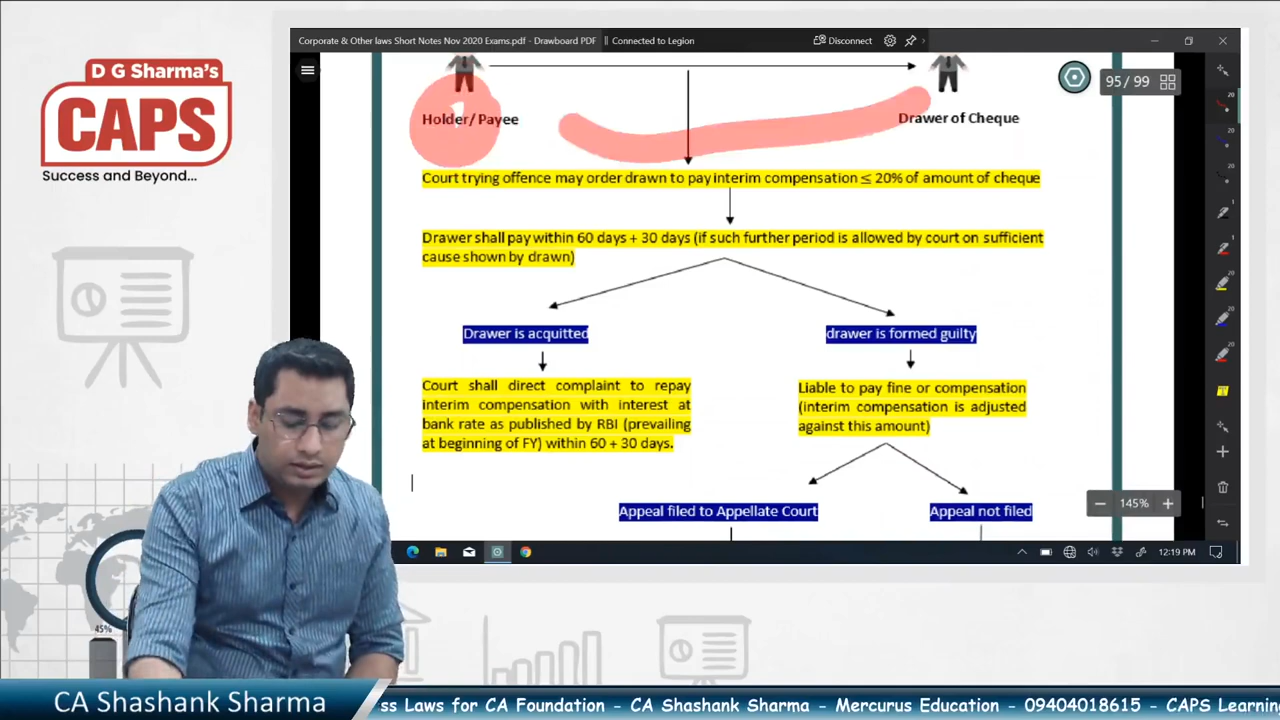 D G Sharma's
CAPS
Success and Beyond...
Corporate & Other laws Short Notes Nov 2020 Exams.pdf - Drawboard PDF
Connected to Legion
Disconnect
95 / 99
Holder/ Payee
Drawer of Cheque
Court trying offence may order drawn to pay interim compensation ≤ 20% of amount of cheque
Drawer shall pay within 60 days + 30 days (if such further period is allowed by court on sufficient
cause shown by drawn)
Drawer is acquitted
drawer is formed guilty
Court shall direct complaint to repay
interim compensation with interest at
bank rate as published by RBI (prevailing
at beginning of FY) within 60 + 30 days.
Liable to pay fine or compensation
(interim compensation is adjusted
against this amount)
Appeal filed to Appellate Court
Appeal not filed
145%
12:19 PM
45%
CA Shashank Sharma
ss Laws for CA Foundation - CA Shashank Sharma - Mercurus Education - 09404018615 - CAPS Learning